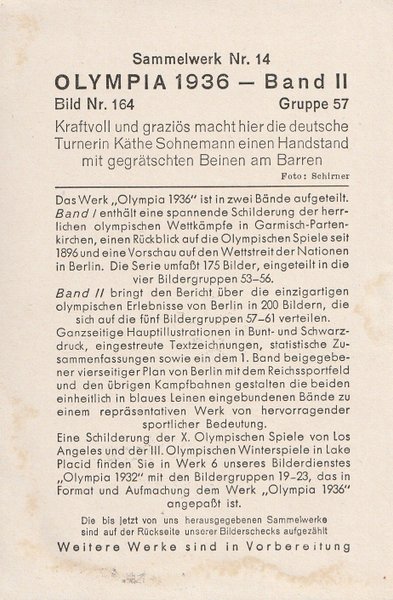 Sammelwerk Nr. 14
OLYMPIA 1936 — Band II
Bild Nr. 164 Gruppe 57
Kraftvoll und graziös macht hier die deutsche
Turnerin Käthe Sohnemann einen Handstand
mit gegrätschten Beinen am Barren
Foto: Schirner
Das Werk „Olympia 1936“ ist in zwei Bände aufgeteilt.
Band I enthält eine spannende Schilderung der herr-
lichen olympischen Wettkämpfe in Garmisch-Parten-
kirchen, einen Rückblick auf die Olympischen Spiele seit
1896 und eine Vorschau auf den Wettstreit der Nationen
in Berlin. Die Serie umfaßt 175 Bilder, eingeteilt in die
vier Bildergruppen 53–56.
Band II bringt den Bericht über die einzigartigen
olympischen Erlebnisse von Berlin in 200 Bildern, die
sich auf die fünf Bildergruppen 57–61 verteilen.
Ganzseitige Hauptillustrationen in Bunt- und Schwarz-
druck, eingestreute Textzeichnungen, statistische Zu-
sammenfassungen sowie ein dem 1. Band beigegebe-
ner vierseitiger Plan von Berlin mit dem Reichssportfeld
und den übrigen Kampfbahnen gestalten die beiden
einheitlich in blaues Leinen eingebundenen Bände zu
einem repräsentativen Werk von hervorragender
sportlicher Bedeutung.
Eine Schilderung der X. Olympischen Spiele von Los
Angeles und der III. Olympischen Winterspiele in Lake
Placid finden Sie in Werk 6 unseres Bilderdienstes
„Olympia 1932“ mit den Bildergruppen 19–23, das in
Format und Aufmachung dem Werk „Olympia 1936“
angepaßt ist.
Die bis jetzt von uns herausgegebenen Sammelwerke
sind auf der Rückseite unserer Bilderschecks aufgezählt
Weitere Werke sind in Vorbereitung